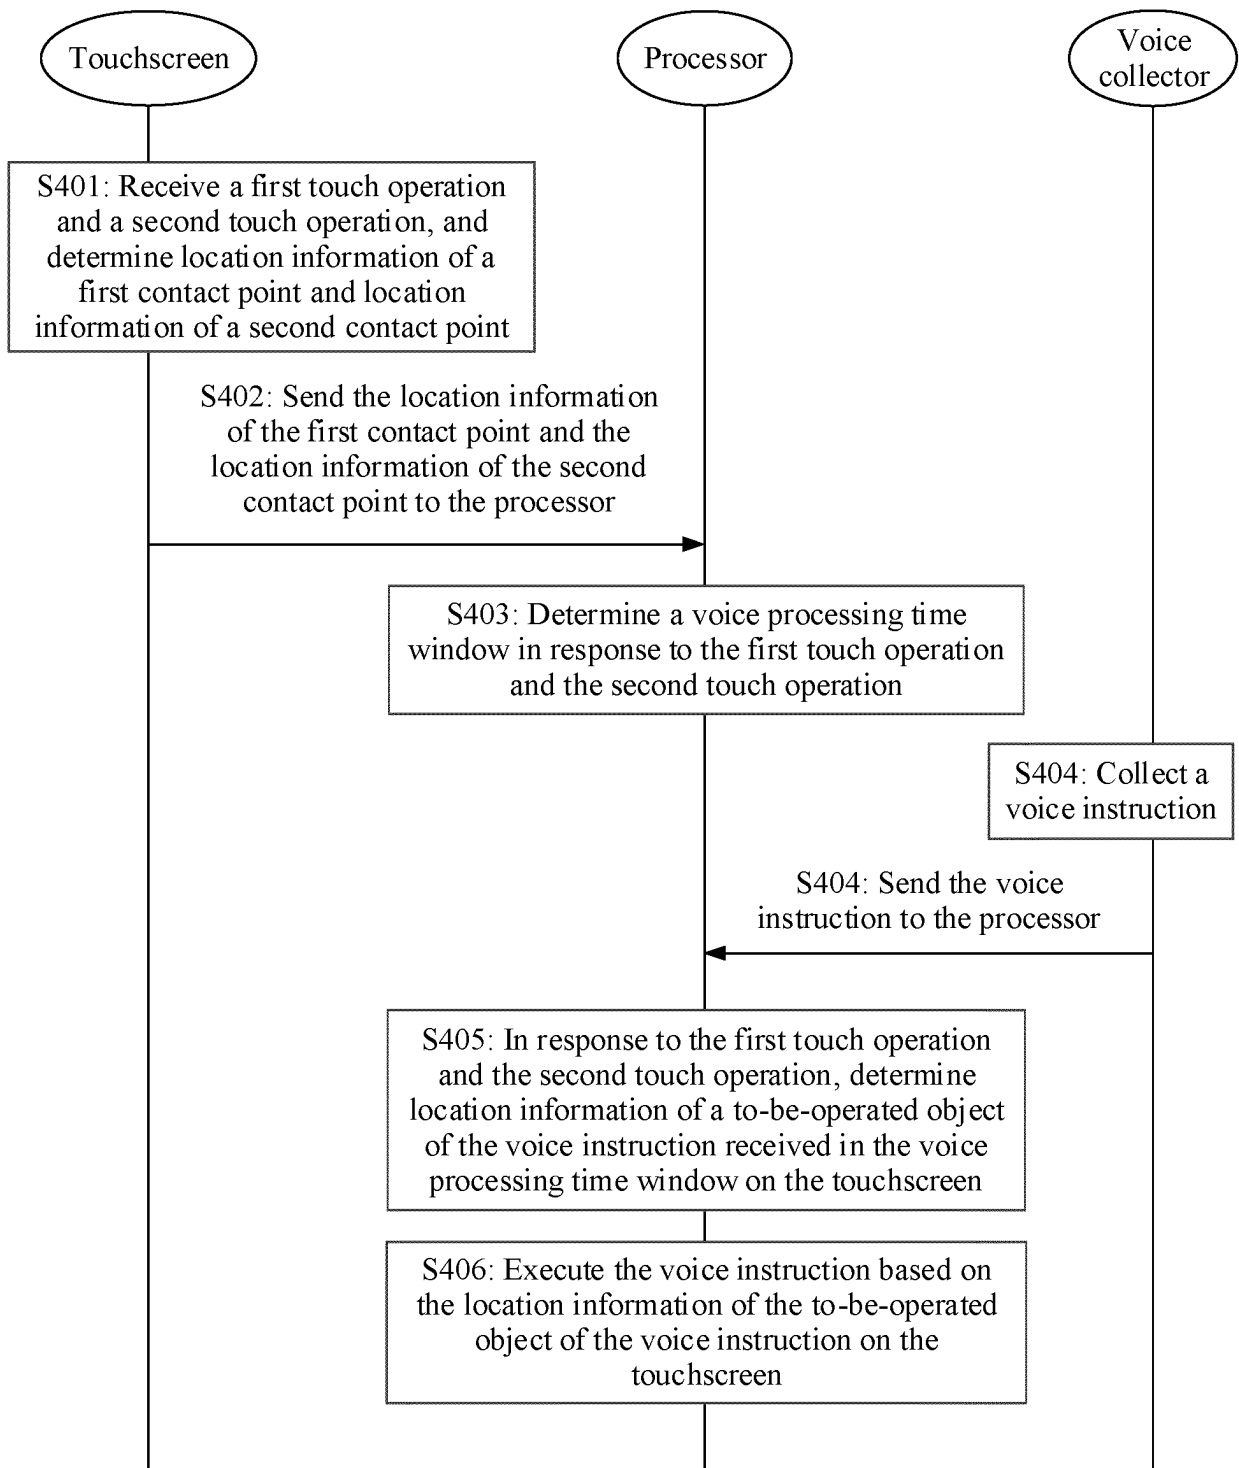 Touchscreen
Processor
Voice
collector
S401: Receive a first touch operation
and a second touch operation, and
determine location information of a
first contact point and location
information of a second contact point
S402: Send the location information
of the first contact point and the
location information of the second
contact point to the processor
S403: Determine a voice processing time
window in response to the first touch operation
and the second touch operation
S404: Collect a
voice instruction
S404: Send the voice
instruction to the processor
S405: In response to the first touch operation
and the second touch operation, determine
location information of a to-be-operated object
of the voice instruction received in the voice
processing time window on the touchscreen
S406: Execute the voice instruction based on
the location information of the to-be-operated
object of the voice instruction on the
touchscreen